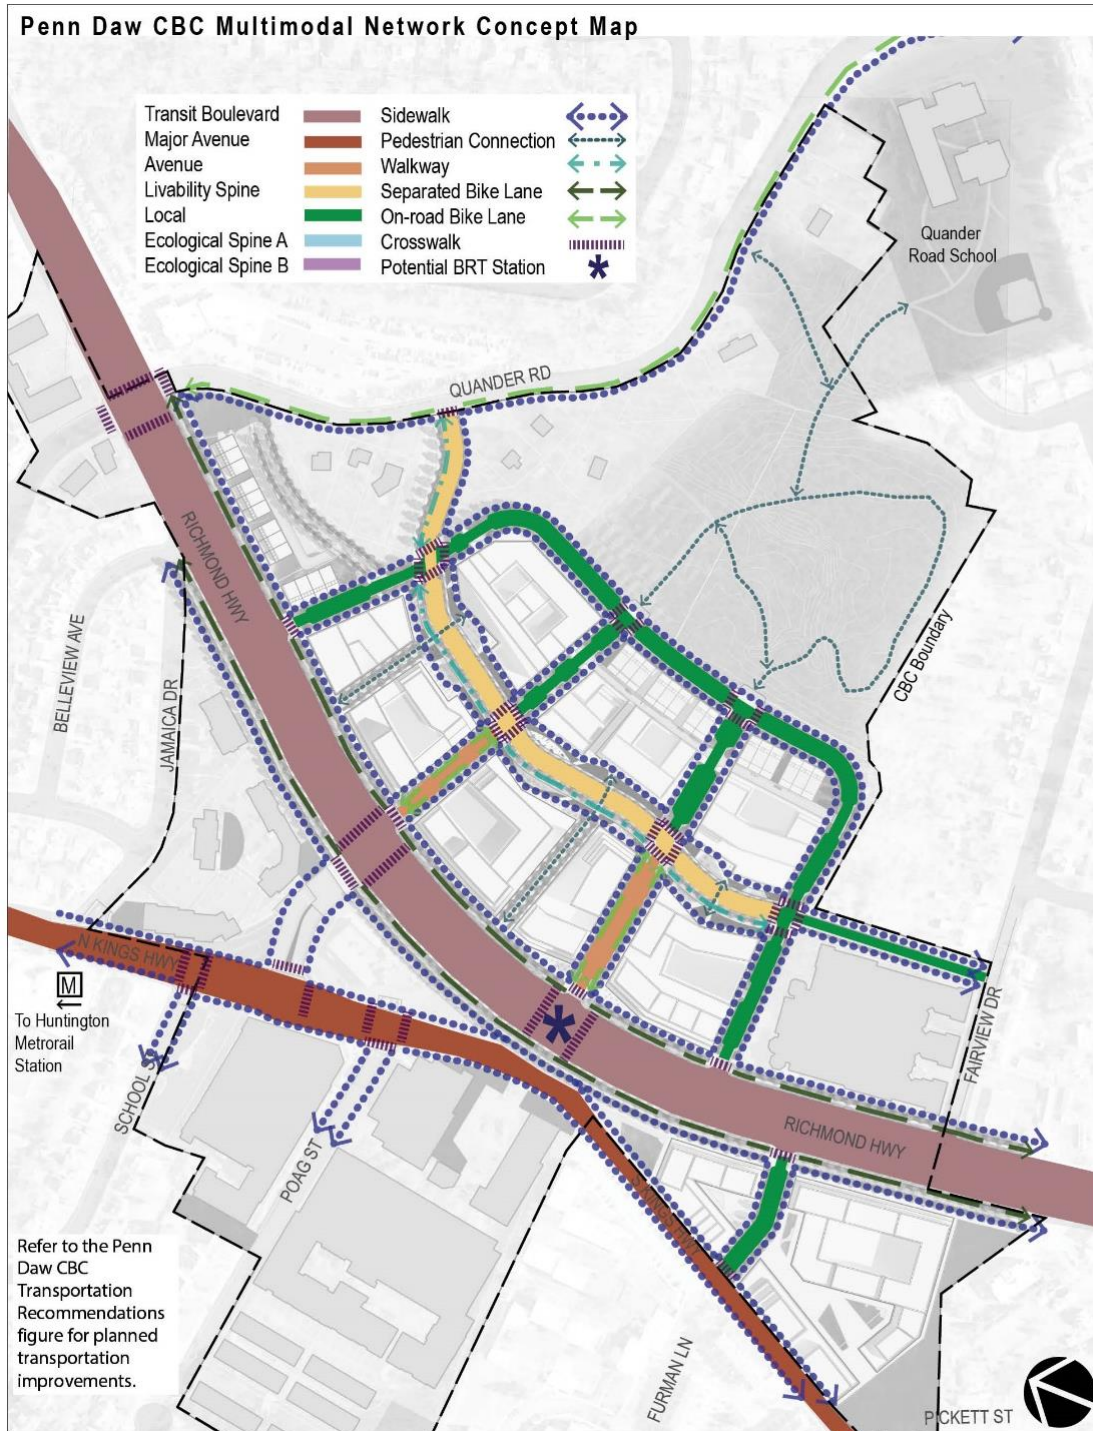 Penn Daw CBC Multimodal Network Concept Map
Transit Boulevard
Major Avenue
Avenue
Livability Spine
Local
Ecological Spine A
Ecological Spine B
Sidewalk
Pedestrian Connection
Walkway
Separated Bike Lane
On-road Bike Lane
Crosswalk
Potential BRT Station
Quander
Road School
QUANDER RD
RICHMOND HWY
BELLEVIEW AVE
JAMAICA DR
CBC Boundary
N KINGS HWY
M
To Huntington
Metrorail
Station
SCHOOL S
POAG ST
FAIRVIEW DR
RICHMOND HWY
S KINGS HWY
Refer to the Penn
Daw CBC
Transportation
Recommendations
figure for planned
transportation
improvements.
FURMAN LN
PICKETT ST